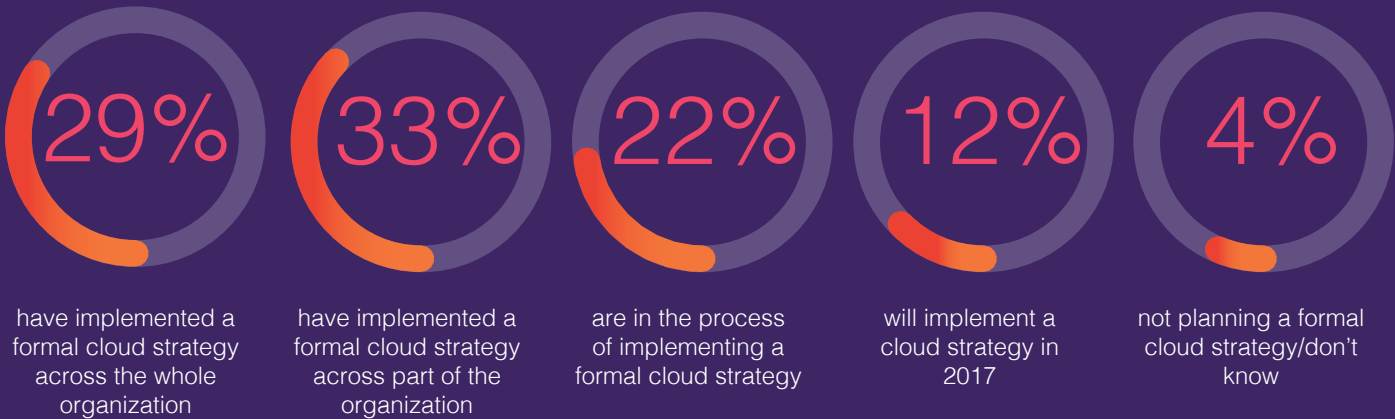 29%
have implemented a
formal cloud strategy
across the whole
organization
33%
have implemented a
formal cloud strategy
across part of the
organization
22%
are in the process
of implementing a
formal cloud strategy
12%
will implement a
cloud strategy in
2017
4%
not planning a formal
cloud strategy/don't
know